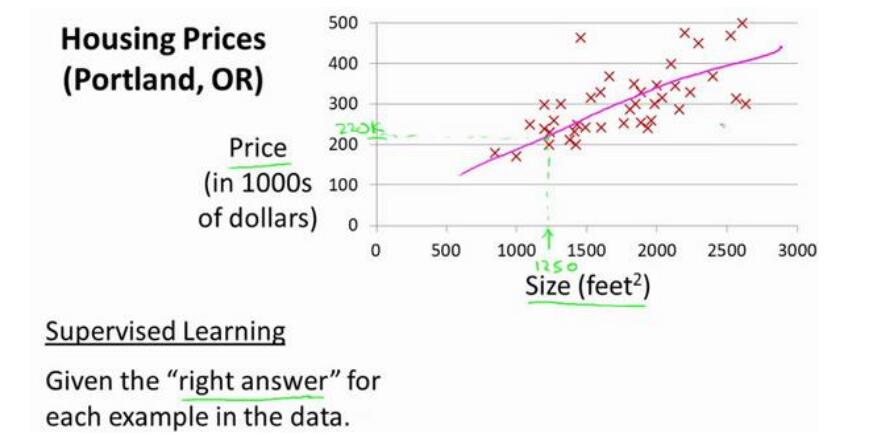 Housing Prices
(Portland, OR)
500
400
300
200
100
0
220k
Price
(in 1000s
of dollars)
0 500 1000 1500 2000 2500 3000
1250
Size (feet²)
Supervised Learning
Given the “right answer” for
each example in the data.